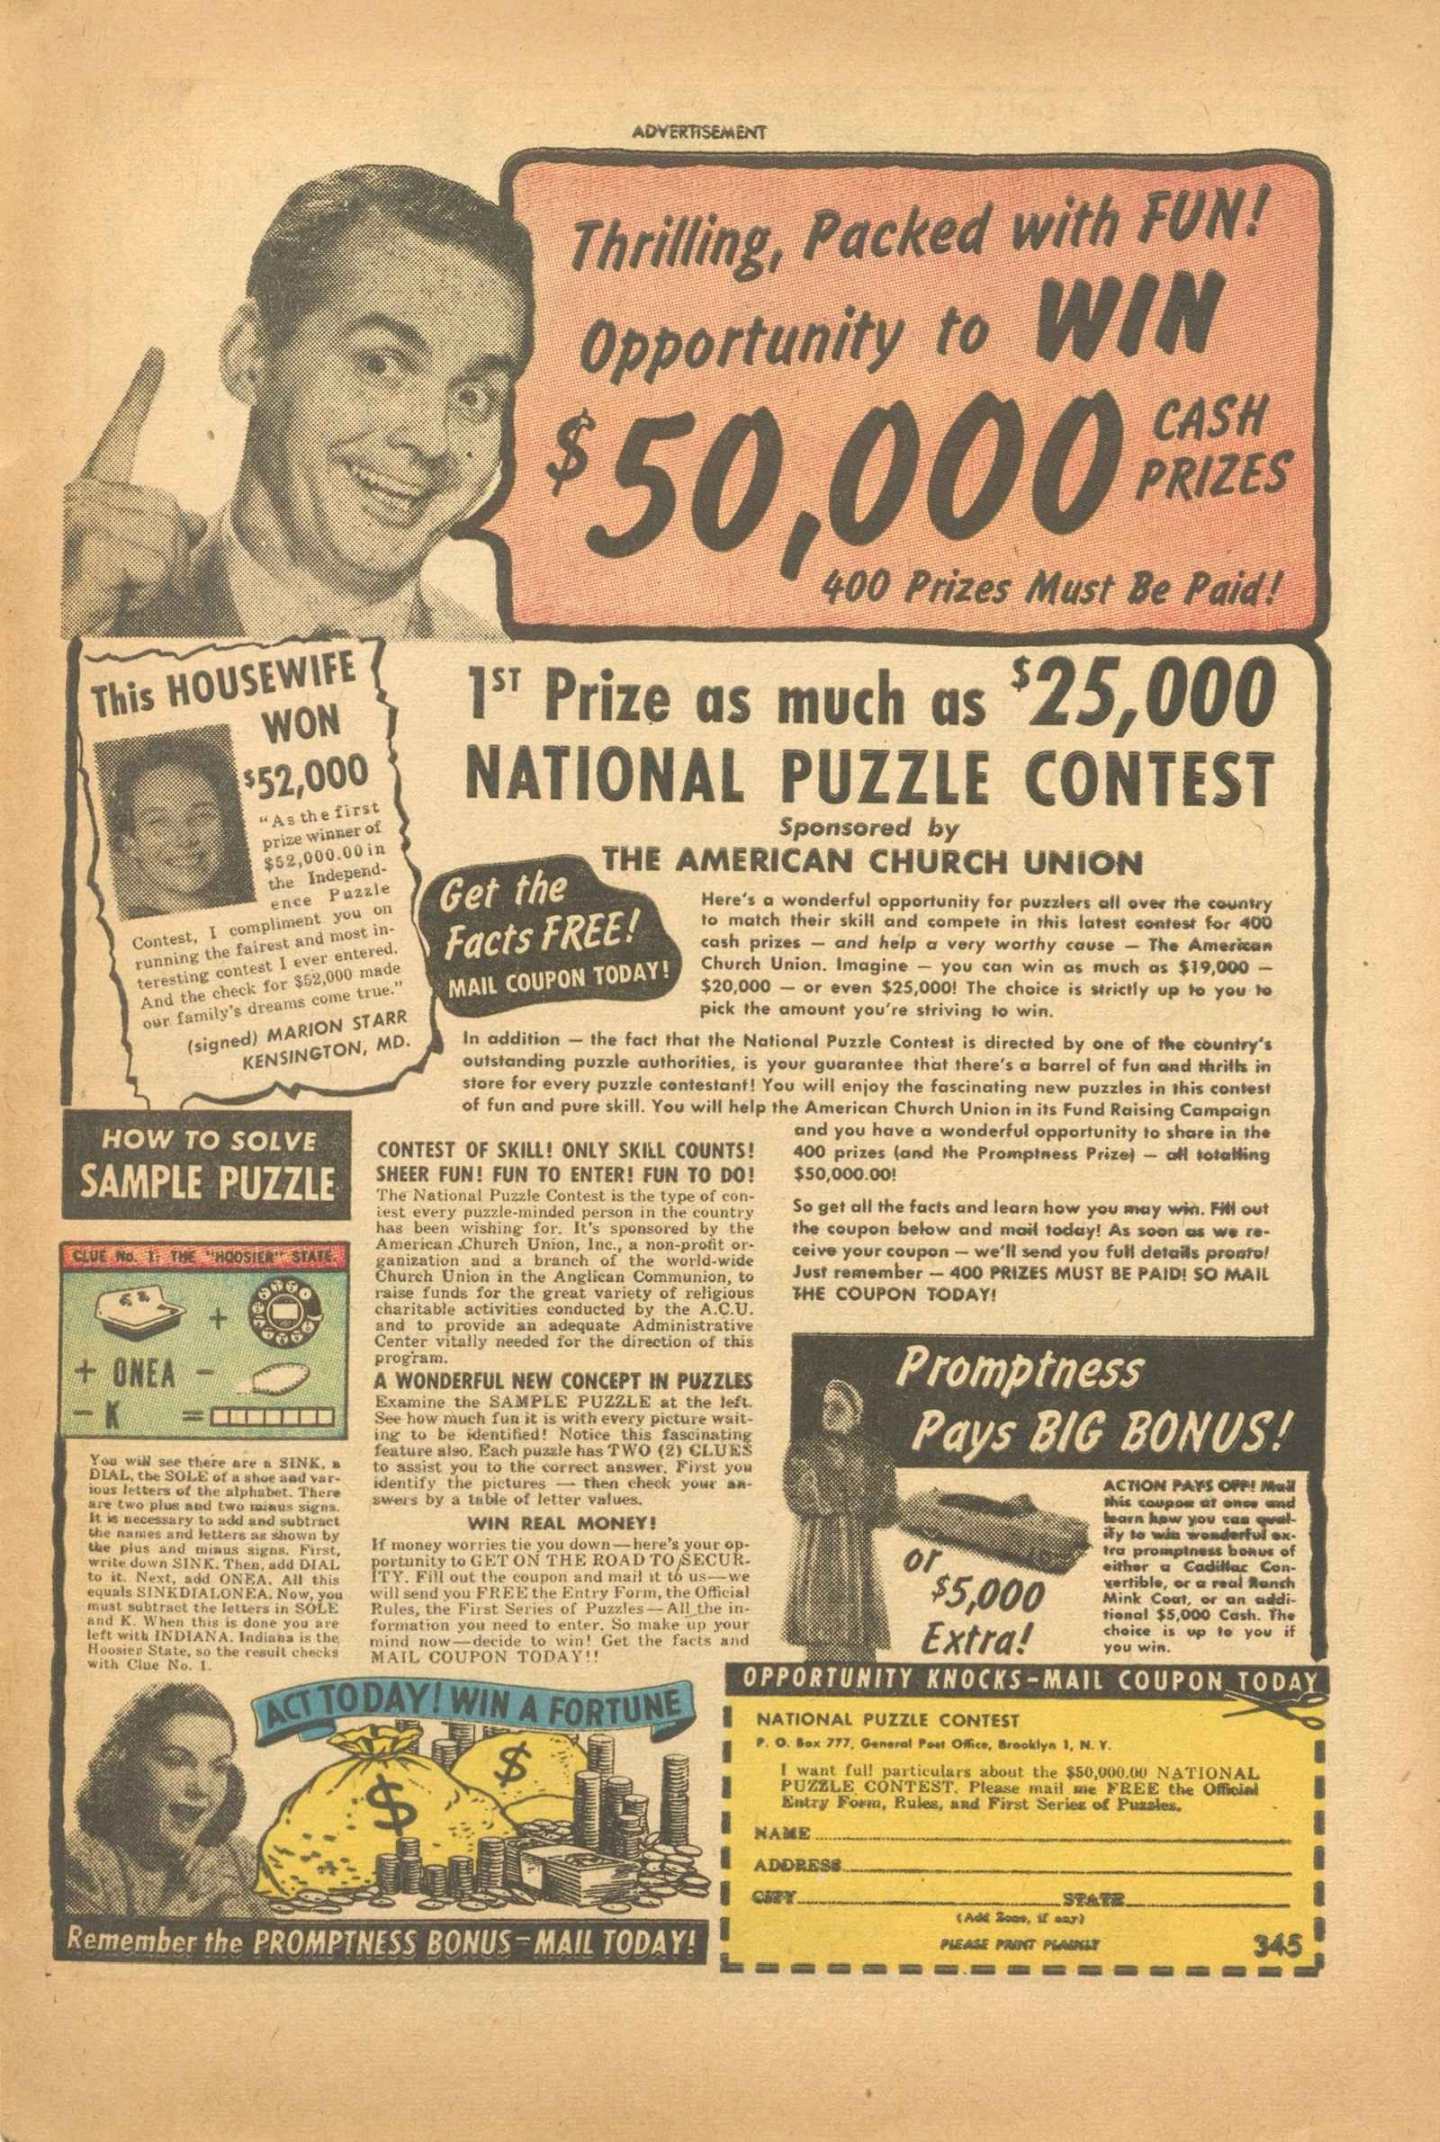 ADVERTISEMENT
Thrilling, Packed with FUN!
Opportunity to WIN
$50,000 CASH
PRIZES
400 Prizes Must Be Paid!
This HOUSEWIFE
WON
$52,000
"As the first
prize winner of
$52,000.00 in
the Independ-
ence Puzzle
Contest, I compliment you on
running the fairest and most in-
teresting contest I ever entered.
And the check for $52,000 made
our family's dreams come true."
(signed) MARION STARR
KENSINGTON, MD.
1ST Prize as much as $25,000
NATIONAL PUZZLE CONTEST
Sponsored by
THE AMERICAN CHURCH UNION
Get the
Facts FREE!
MAIL COUPON TODAY!
Here's a wonderful opportunity for puzzlers all over the country
to match their skill and compete in this latest contest for 400
cash prizes — and help a very worthy cause — The American
Church Union. Imagine — you can win as much as $19,000 —
$20,000 — or even $25,000! The choice is strictly up to you to
pick the amount you're striving to win.
In addition — the fact that the National Puzzle Contest is directed by one of the country's
outstanding puzzle authorities, is your guarantee that there's a barrel of fun and thrills in
store for every puzzle contestant! You will enjoy the fascinating new puzzles in this contest
of fun and pure skill. You will help the American Church Union in its Fund Raising Campaign
and you have a wonderful opportunity to share in the
400 prizes (and the Promptness Prize) — all totalling
$50,000.00!
So get all the facts and learn how you may win. Fill out
the coupon below and mail today! As soon as we re-
ceive your coupon — we'll send you full details pronto!
Just remember — 400 PRIZES MUST BE PAID! SO MAIL
THE COUPON TODAY!
HOW TO SOLVE
SAMPLE PUZZLE
CLUE No. 1: THE "HOOSIER" STATE.
+
+ ONEA -
- K =
You will see there are a SINK, a
DIAL, the SOLE of a shoe and var-
ious letters of the alphabet. There
are two plus and two minus signs.
It is necessary to add and subtract
the names and letters as shown by
the plus and minus signs. First,
write down SINK. Then, add DIAL
to it. Next, add ONEA. All this
equals SINKDIALONEA. Now, you
must subtract the letters in SOLE
and K. When this is done you are
left with INDIANA. Indiana is the
Hoosier State, so the result checks
with Clue No. 1.
CONTEST OF SKILL! ONLY SKILL COUNTS!
SHEER FUN! FUN TO ENTER! FUN TO DO!
The National Puzzle Contest is the type of con-
test every puzzle-minded person in the country
has been wishing for. It's sponsored by the
American Church Union, Inc., a non-profit or-
ganization and a branch of the world-wide
Church Union in the Anglican Communion, to
raise funds for the great variety of religious
charitable activities conducted by the A.C.U.
and to provide an adequate Administrative
Center vitally needed for the direction of this
program.
A WONDERFUL NEW CONCEPT IN PUZZLES
Examine the SAMPLE PUZZLE at the left.
See how much fun it is with every picture wait-
ing to be identified! Notice this fascinating
feature also. Each puzzle has TWO (2) CLUES
to assist you to the correct answer. First you
identify the pictures — then check your an-
swers by a table of letter values.
WIN REAL MONEY!
If money worries tie you down—here's your op-
portunity to GET ON THE ROAD TO SECUR-
ITY. Fill out the coupon and mail it to us—we
will send you FREE the Entry Form, the Official
Rules, the First Series of Puzzles—All the in-
formation you need to enter. So make up your
mind now—decide to win! Get the facts and
MAIL COUPON TODAY!!
Promptness
Pays BIG BONUS!
or
$5,000
Extra!
ACTION PAYS OFF! Mail
this coupon at once and
learn how you can qual-
ify to win wonderful ex-
tra promptness bonus of
either a Cadillac Con-
vertible, or a real Ranch
Mink Coat, or an addi-
tional $5,000 Cash. The
choice is up to you if
you win.
ACT TODAY! WIN A FORTUNE
$
$
Remember the PROMPTNESS BONUS-MAIL TODAY!
OPPORTUNITY KNOCKS-MAIL COUPON TODAY
NATIONAL PUZZLE CONTEST
P. O. Box 777, General Post Office, Brooklyn 1, N. Y.
I want full particulars about the $50,000.00 NATIONAL
PUZZLE CONTEST. Please mail me FREE the Official
Entry Form, Rules, and First Series of Puzzles.
NAME
ADDRESS
CITY STATE
(Add Zone, if any)
PLEASE PRINT PLAINLY
345